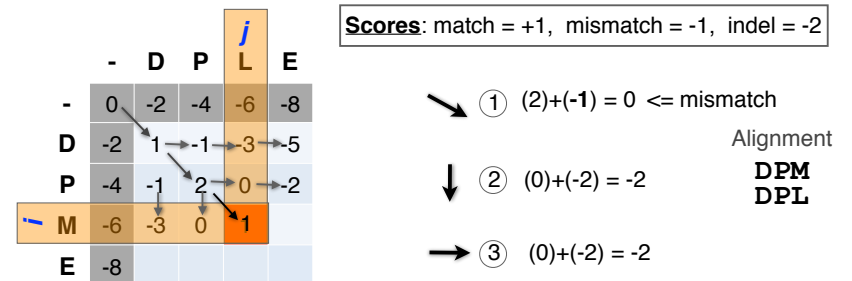 j
Scores: match = +1, mismatch = -1, indel = -2
- D P L E
- 0 -2 -4 -6 -8
D -2 1 -1 -3 -5
P -4 -1 2 0 -2
i M -6 -3 0 1
E -8
1 (2)+(-1) = 0 <= mismatch
2 (0)+(-2) = -2
3 (0)+(-2) = -2
Alignment
DPM
DPL